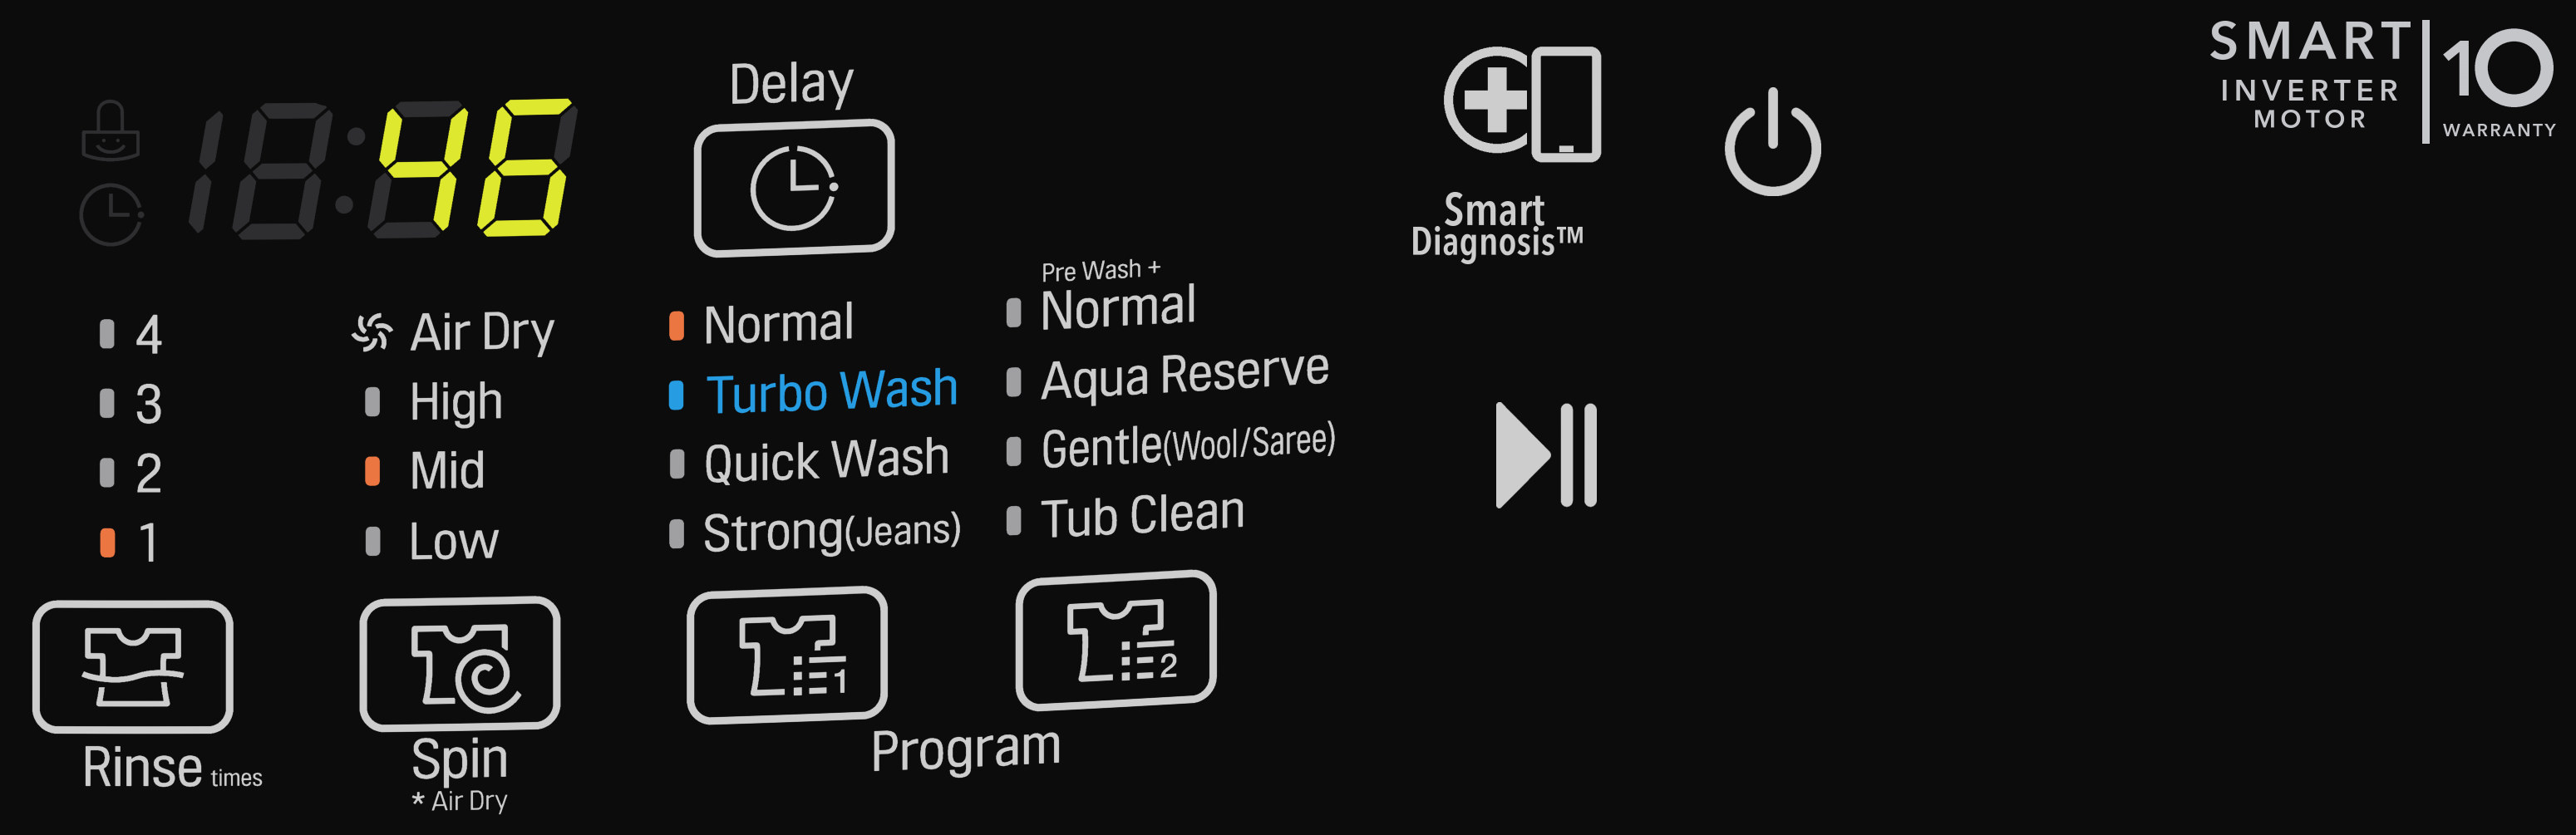 SMART
INVERTER
MOTOR
10
WARRANTY
46
Delay
Smart
Diagnosis™
4
3
2
1
Air Dry
High
Mid
Low
Normal
Turbo Wash
Quick Wash
Strong(Jeans)
Pre Wash +
Normal
Aqua Reserve
Gentle(Wool/Saree)
Tub Clean
1
2
Rinse times
Spin
* Air Dry
Program